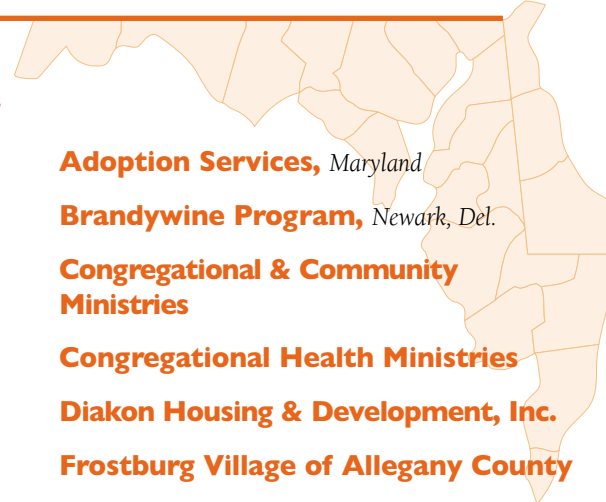 Adoption Services, Maryland
Brandywine Program, Newark, Del.
Congregational & Community
Ministries
Congregational Health Ministries
Diakon Housing & Development, Inc.
Frostburg Village of Allegany County